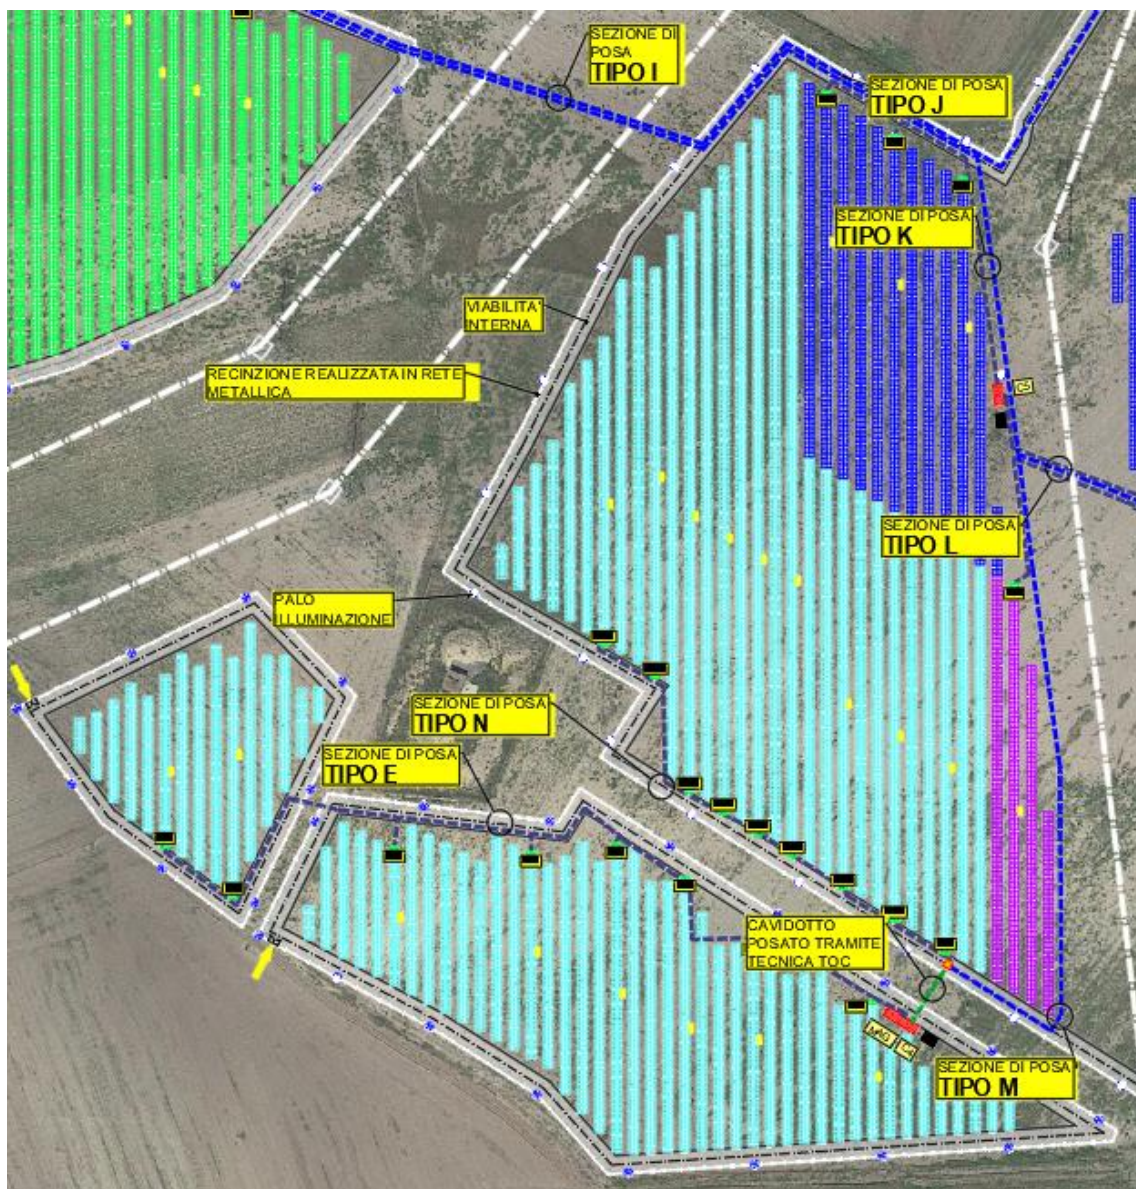 SEZIONE DI
POSA
TIPO I
SEZIONE DI POSA
TIPO J
SEZIONE DI POSA
TIPO K
VIABILITA'
INTERNA
RECINZIONE REALIZZATA IN RETE
METALLICA
C5
SEZIONE DI POSA
TIPO L
PALO
ILLUMINAZIONE
SEZIONE DI POSA
TIPO N
SEZIONE DI POSA
TIPO E
CAVIDOTTO
POSATO TRAMITE
TECNICA TOC
MAG
C4
SEZIONE DI POSA
TIPO M